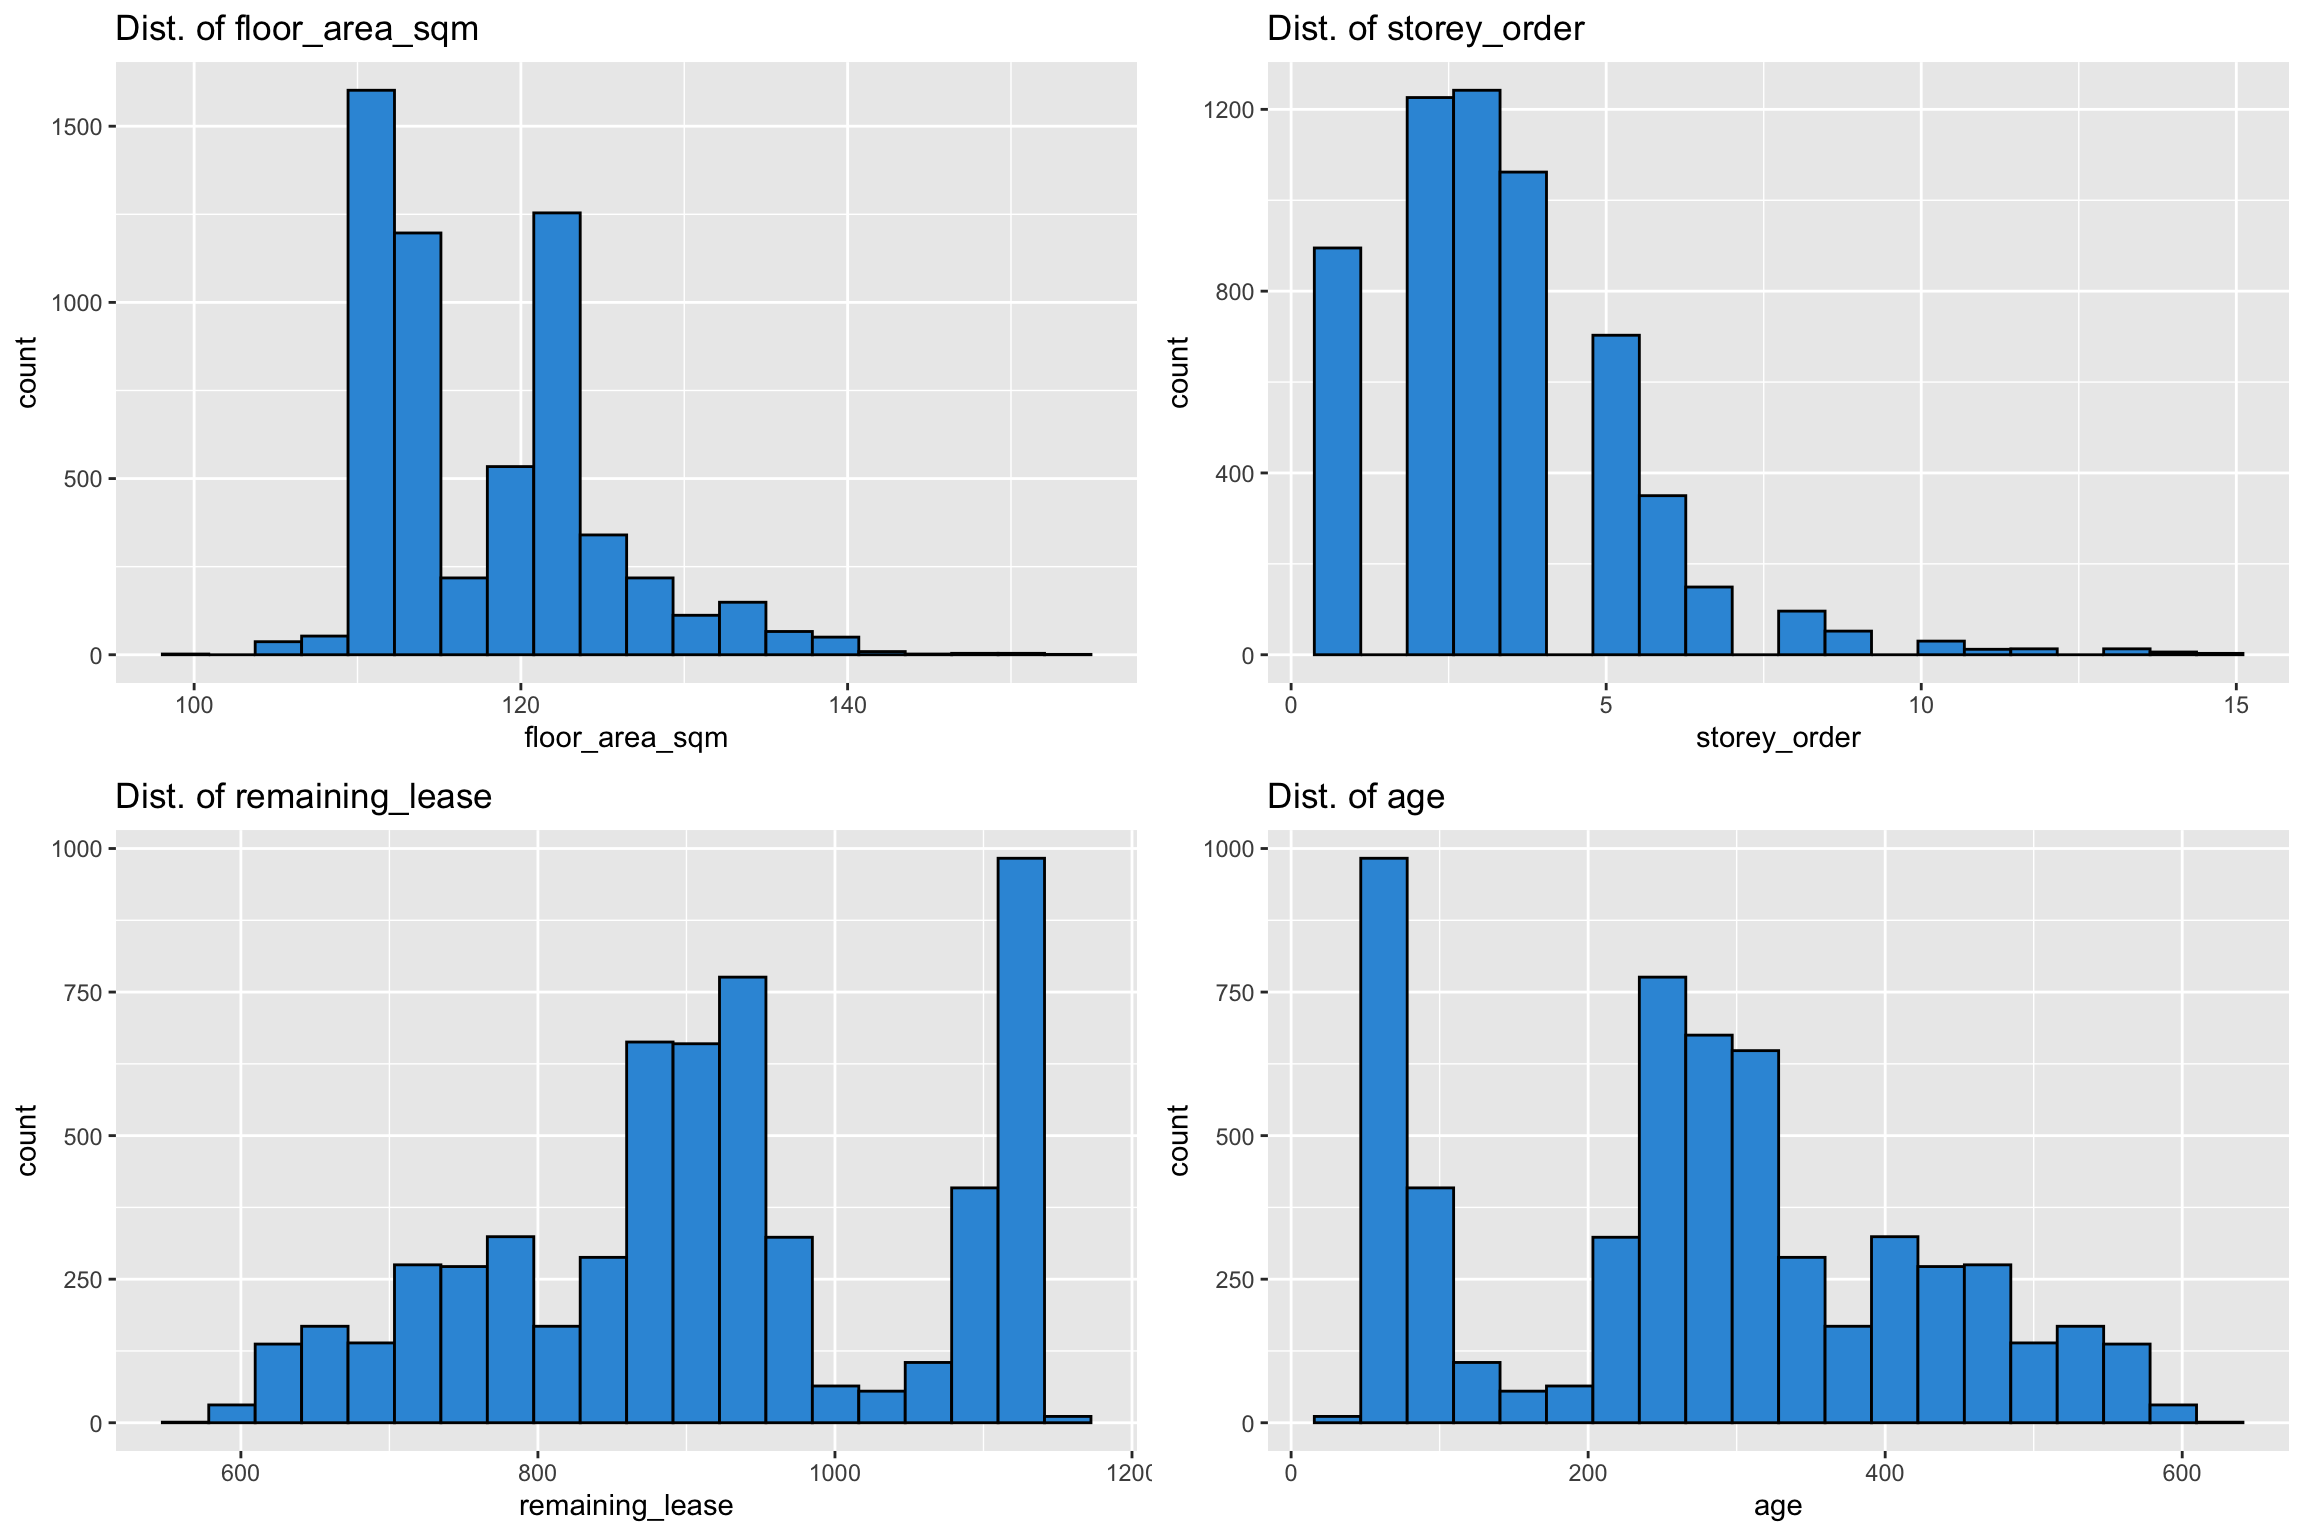 Dist. of floor_area_sqm
1500
1000
500
0
count
100 120 140
floor_area_sqm
Dist. of storey_order
1200
800
400
0
count
0 5 10 15
storey_order
Dist. of remaining_lease
1000
750
500
250
0
count
600 800 1000 1200
remaining_lease
Dist. of age
1000
750
500
250
0
count
0 200 400 600
age